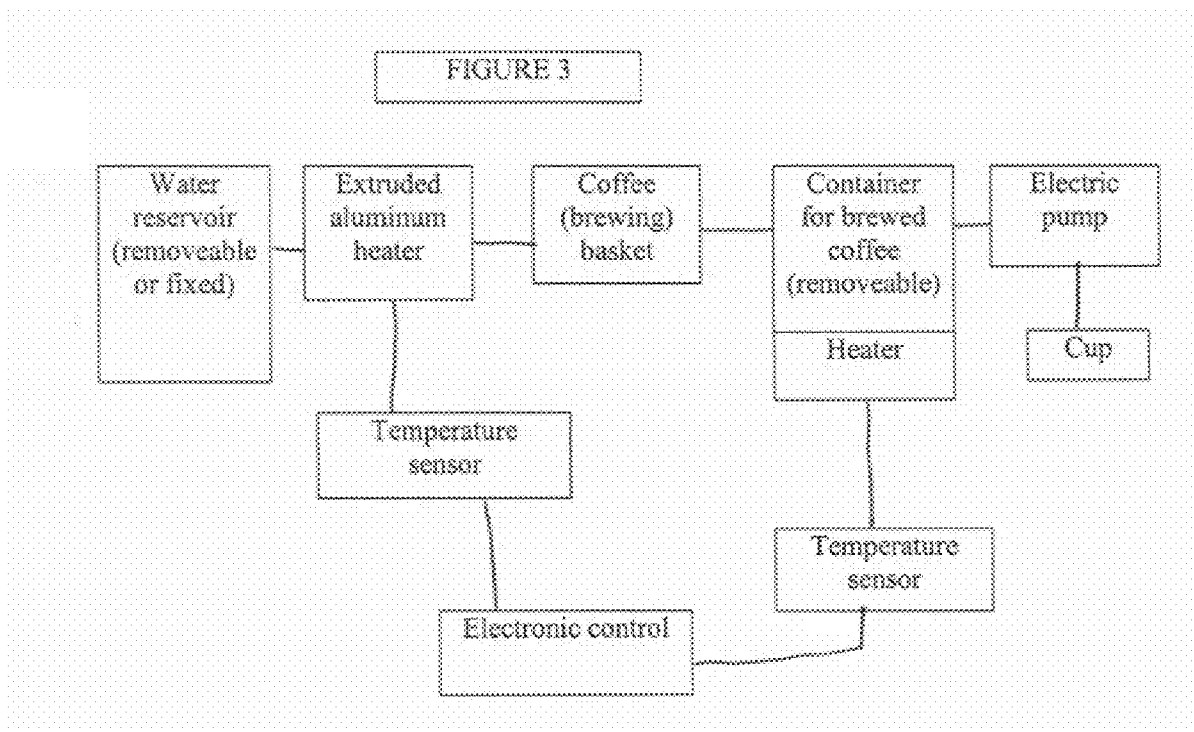 FIGURE 3
Water
reservoir
(removeable
or fixed)
Extruded
aluminum
heater
Coffee
(brewing)
basket
Container
for brewed
coffee
(removeable)
Heater
Electric
pump
Cup
Temperature
sensor
Temperature
sensor
Electronic control